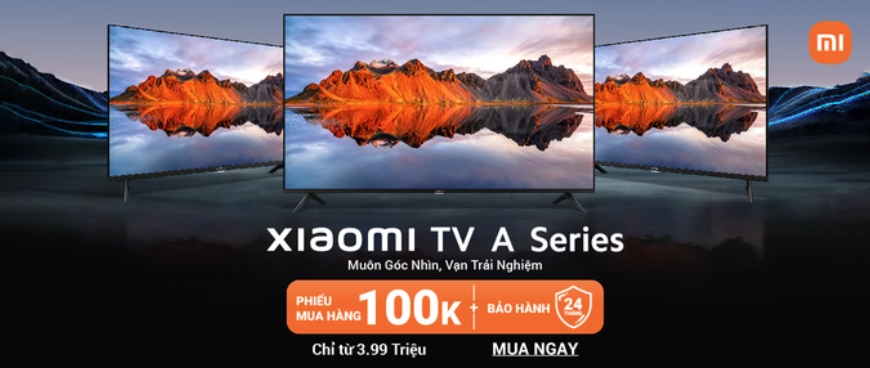 mi
xiaomi TV A Series
Muôn Góc Nhìn, Vạn Trải Nghiệm
PHIẾU
MUA HÀNG 100K + BẢO HÀNH 24 THÁNG
Chỉ từ 3.99 Triệu MUA NGAY